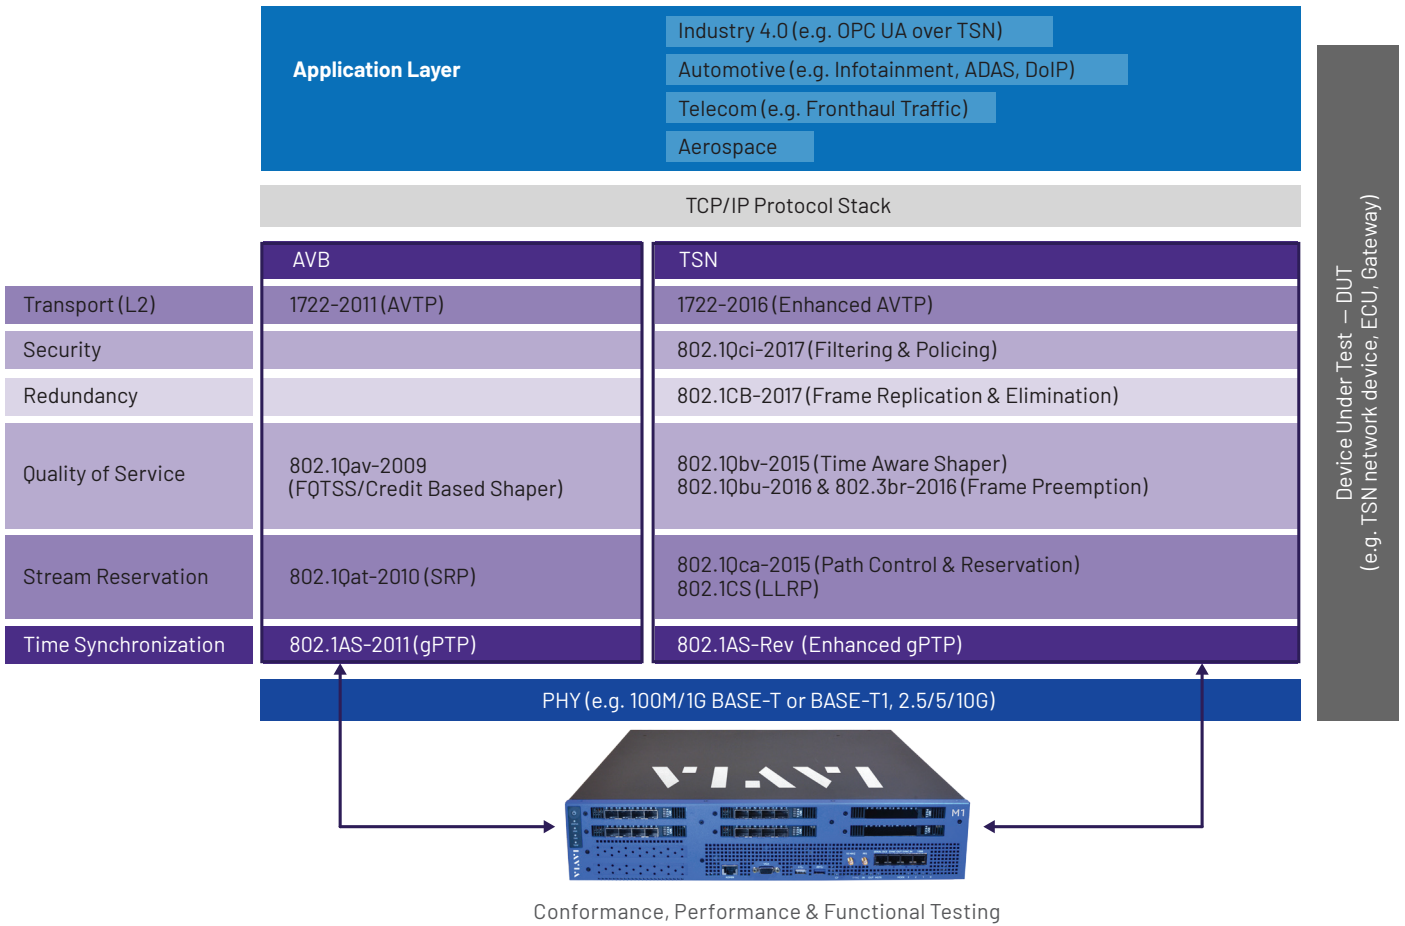 Application Layer
Industry 4.0 (e.g. OPC UA over TSN)
Automotive (e.g. Infotainment, ADAS, DoIP)
Telecom (e.g. Fronthaul Traffic)
Aerospace
TCP/IP Protocol Stack
AVB
TSN
Transport (L2)
1722-2011 (AVTP)
1722-2016 (Enhanced AVTP)
Security
802.1Qci-2017 (Filtering & Policing)
Redundancy
802.1CB-2017 (Frame Replication & Elimination)
Quality of Service
802.1Qav-2009
(FQTSS/Credit Based Shaper)
802.1Qbv-2015 (Time Aware Shaper)
802.1Qbu-2016 & 802.3br-2016 (Frame Preemption)
Stream Reservation
802.1Qat-2010 (SRP)
802.1Qca-2015 (Path Control & Reservation)
802.1CS (LLRP)
Time Synchronization
802.1AS-2011 (gPTP)
802.1AS-Rev (Enhanced gPTP)
Device Under Test — DUT
(e.g. TSN network device, ECU, Gateway)
PHY (e.g. 100M/1G BASE-T or BASE-T1, 2.5/5/10G)
VIAVI
M1
VIAVI
Conformance, Performance & Functional Testing